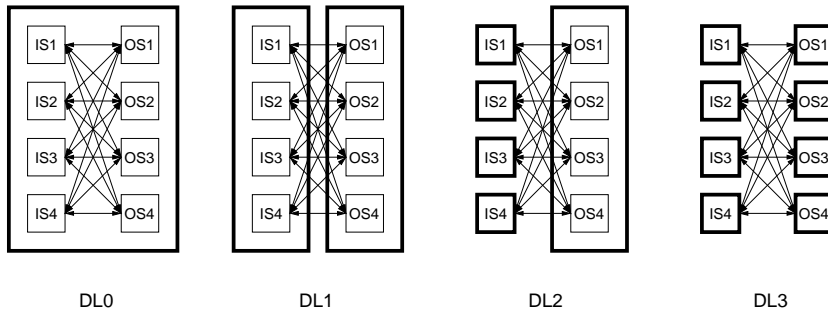 IS1 OS1 IS1 OS1 IS1 OS1 IS1 OS1
IS2 OS2 IS2 OS2 IS2 OS2 IS2 OS2
IS3 OS3 IS3 OS3 IS3 OS3 IS3 OS3
IS4 OS4 IS4 OS4 IS4 OS4 IS4 OS4
DL0 DL1 DL2 DL3